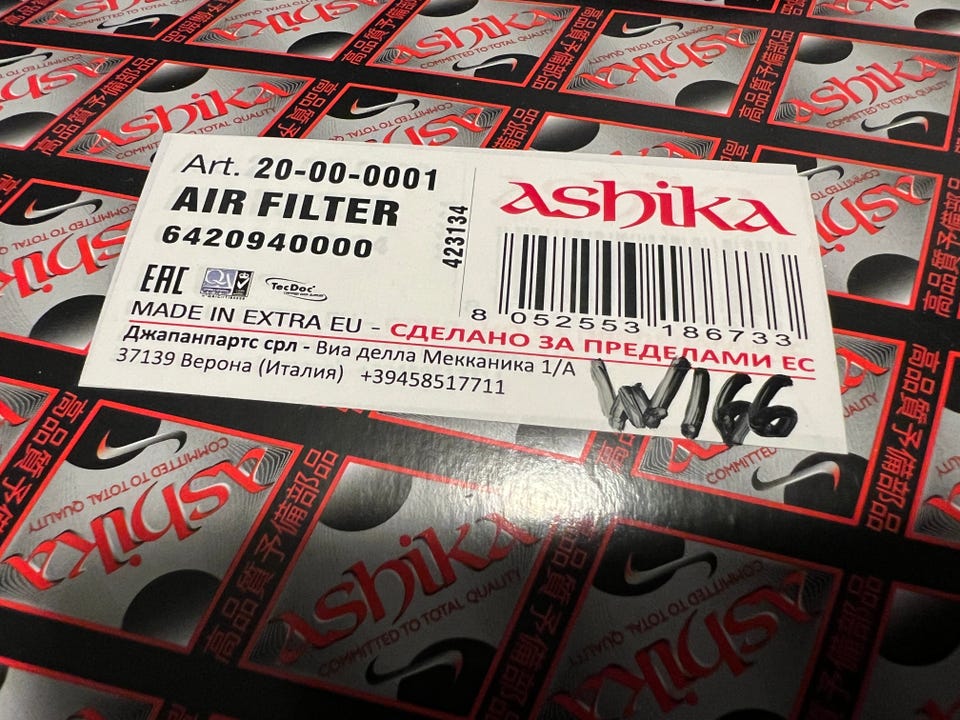 Art. 20-00-0001
AIR FILTER
6420940000
423134
ashika
8 052553 186733
EAC
QA
TecDoc
MADE IN EXTRA EU - СДЕЛАНО ЗА ПРЕДЕЛАМИ ЕС
Джапанпартс срл - Виа делла Мекканика 1/А
37139 Верона (Италия) +39458517711
W166
ashika
COMMITTED TO TOTAL QUALITY
高品質予備部品